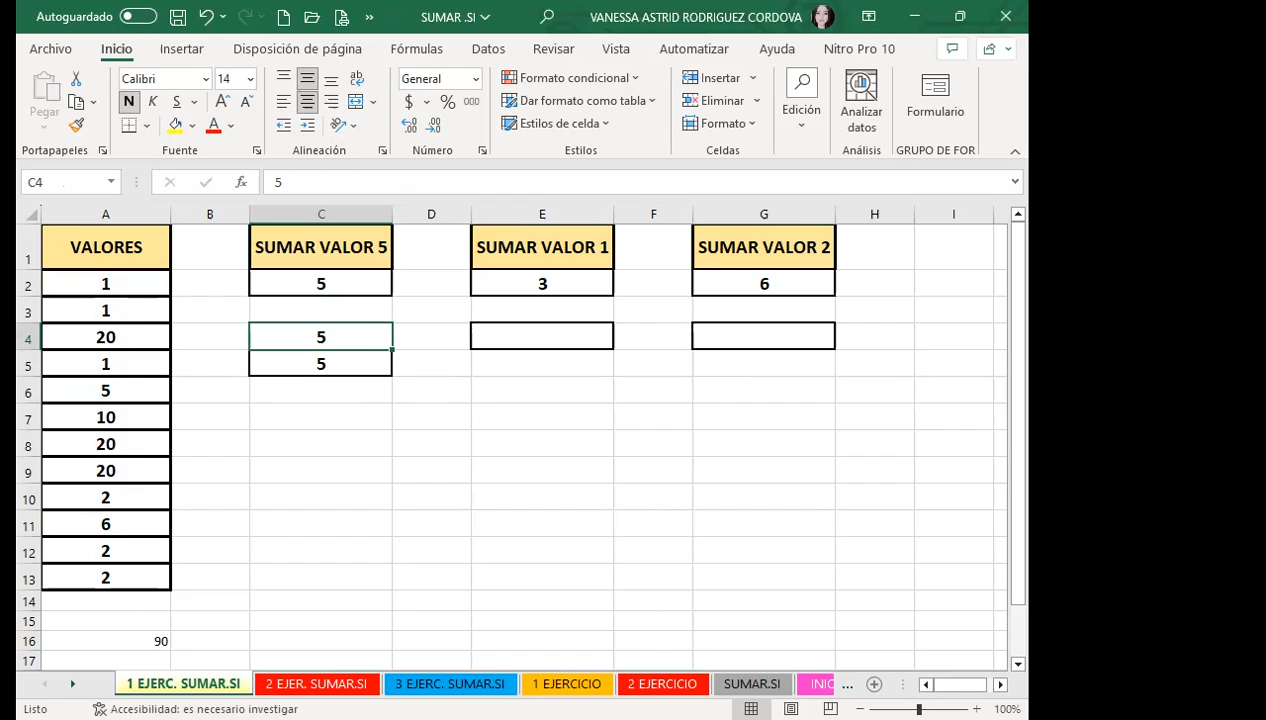 Autoguardado
SUMAR .SI
VANESSA ASTRID RODRIGUEZ CORDOVA
Archivo Inicio Insertar Disposición de página Fórmulas Datos Revisar Vista Automatizar Ayuda Nitro Pro 10
Pegar
Portapapeles
Calibri 14
N K S
Fuente
Alineación
General
$ % 000
Número
Formato condicional
Dar formato como tabla
Estilos de celda
Estilos
Insertar
Eliminar
Formato
Celdas
Edición
Analizar
datos
Análisis
Formulario
GRUPO DE FOR
C4 fx 5
A B C D E F G H I
1 VALORES SUMAR VALOR 5 SUMAR VALOR 1 SUMAR VALOR 2
2 1 5 3 6
3 1
4 20 5
5 1 5
6 5
7 10
8 20
9 20
10 2
11 6
12 2
13 2
14
15
16 90
17
1 EJERC. SUMAR.SI 2 EJER. SUMAR.SI 3 EJERC. SUMAR.SI 1 EJERCICIO 2 EJERCICIO SUMAR.SI INIC ...
Listo Accesibilidad: es necesario investigar 100%